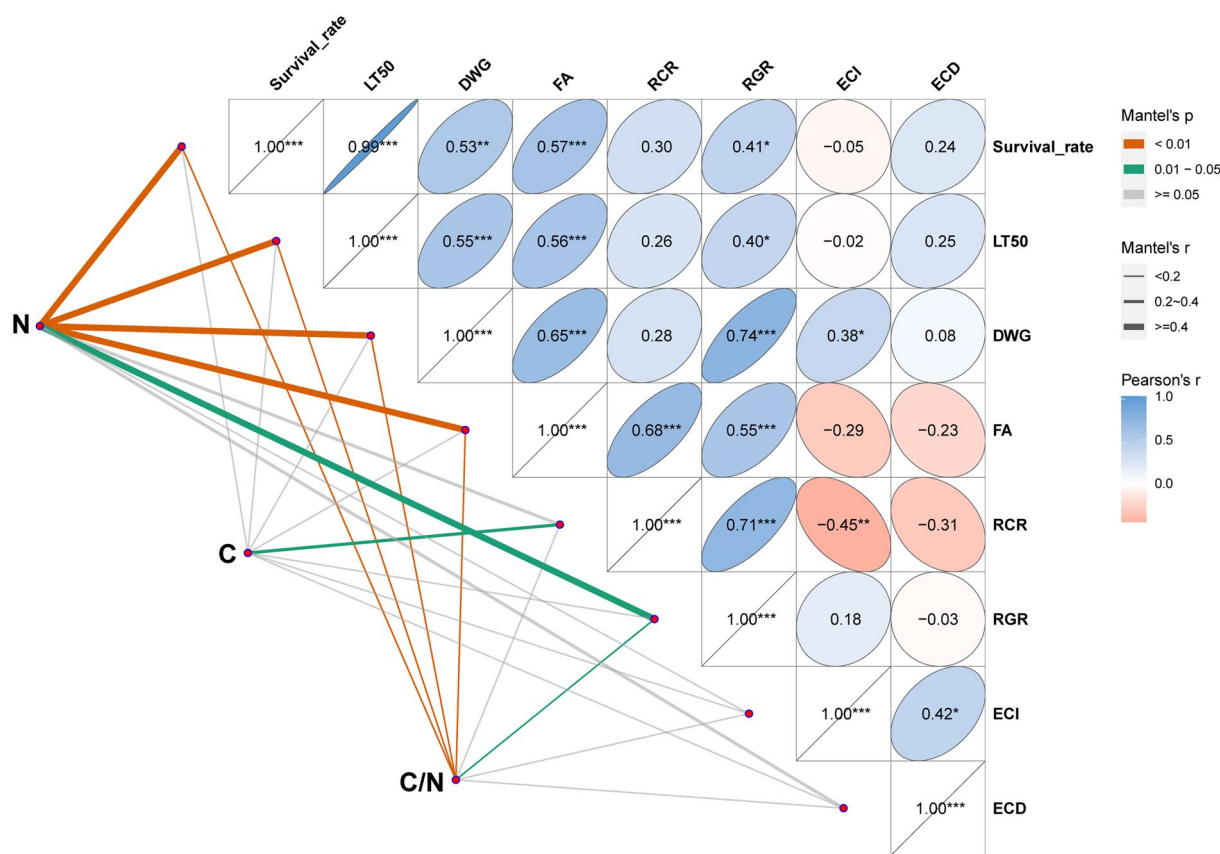 Survival_rate LT50 DWG FA RCR RGR ECI ECD
1.00*** 0.99*** 0.53** 0.57*** 0.30 0.41* −0.05 0.24 Survival_rate
1.00*** 0.55*** 0.56*** 0.26 0.40* −0.02 0.25 LT50
1.00*** 0.65*** 0.28 0.74*** 0.38* 0.08 DWG
1.00*** 0.68*** 0.55*** −0.29 −0.23 FA
1.00*** 0.71*** −0.45** −0.31 RCR
1.00*** 0.18 −0.03 RGR
1.00*** 0.42* ECI
1.00*** ECD
N
C
C/N
Mantel's p
< 0.01
0.01 − 0.05
>= 0.05
Mantel's r
<0.2
0.2~0.4
>=0.4
Pearson's r
1.0
0.5
0.0